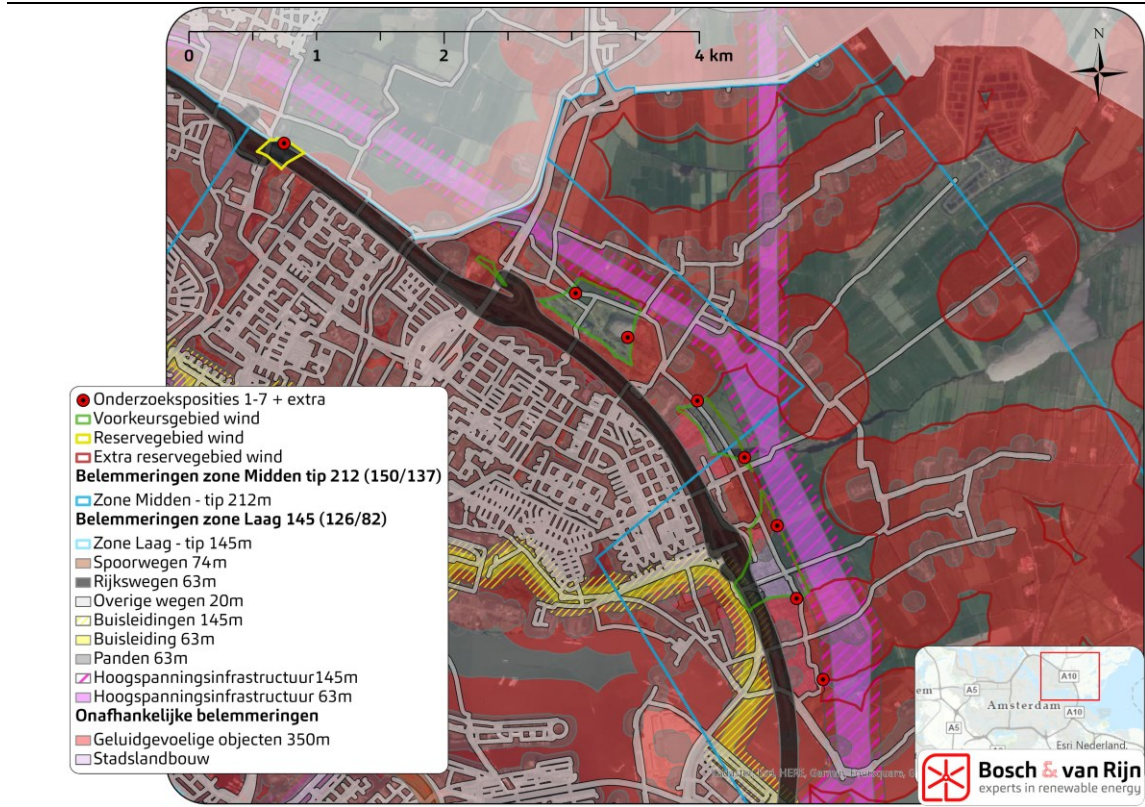 0 1 2 4 km
N
Onderzoeksposities 1-7 + extra
Voorkeursgebied wind
Reservegebied wind
Extra reservegebied wind
Belemmeringen zone Midden tip 212 (150/137)
Zone Midden - tip 212m
Belemmeringen zone Laag 145 (126/82)
Zone Laag - tip 145m
Spoorwegen 74m
Rijkswegen 63m
Overige wegen 20m
Buisleidingen 145m
Buisleiding 63m
Panden 63m
Hoogspanningsinfrastructuur145m
Hoogspanningsinfrastructuur 63m
Onafhankelijke belemmeringen
Geluidgevoelige objecten 350m
Stadslandbouw
A10
em
A5
Amsterdam
A10
A5
Esri Nederland,
HERE, Garmin,
Bosch & van Rijn
experts in renewable energy